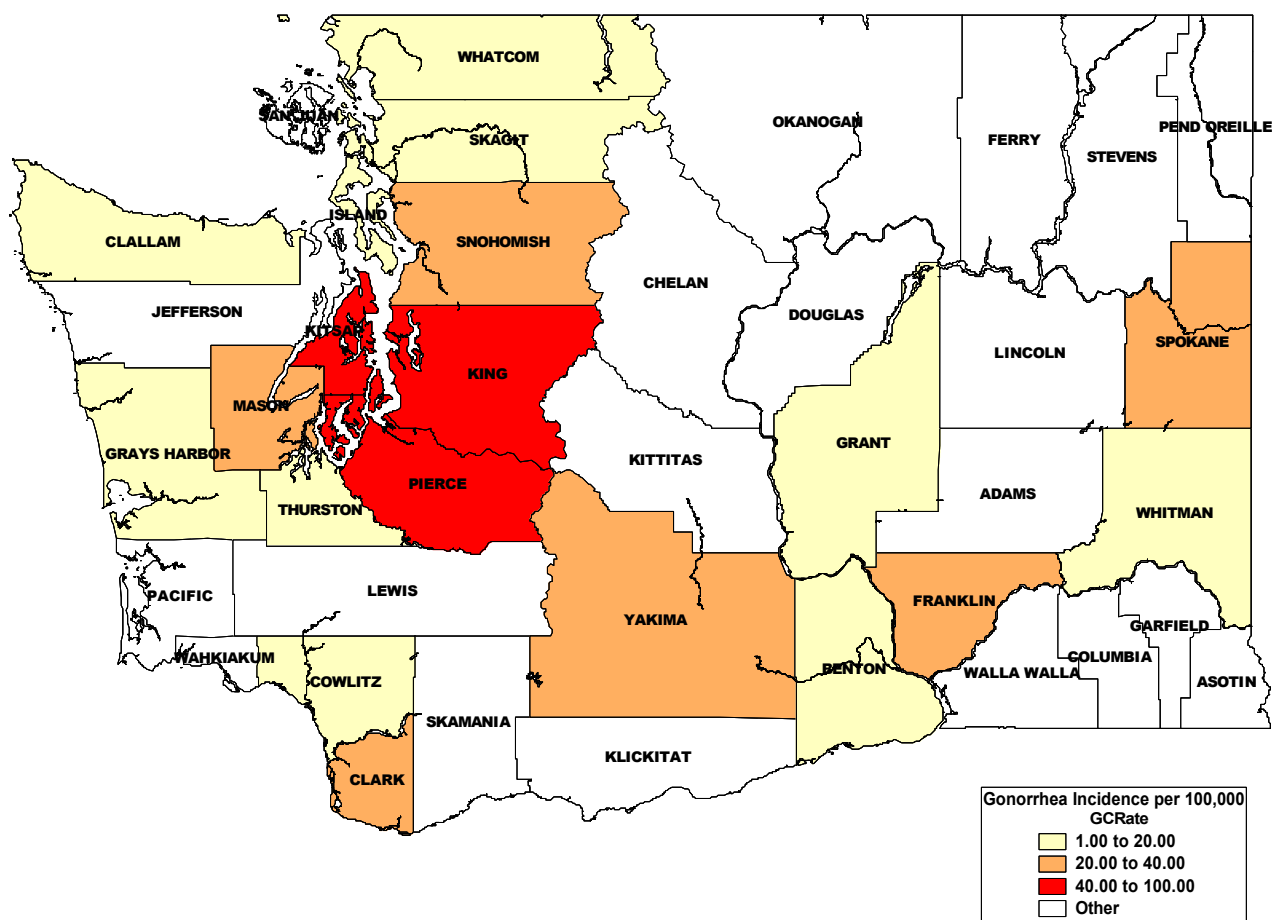 WHATCOM
SAN JUAN
SKAGIT
OKANOGAN
FERRY
STEVENS
PEND OREILLE
ISLAND
CLALLAM
SNOHOMISH
CHELAN
JEFFERSON
DOUGLAS
KITSAP
LINCOLN
SPOKANE
KING
MASON
GRAYS HARBOR
GRANT
KITTITAS
PIERCE
ADAMS
THURSTON
WHITMAN
PACIFIC
LEWIS
YAKIMA
FRANKLIN
GARFIELD
WAHKIAKUM
COLUMBIA
BENTON
WALLA WALLA
COWLITZ
ASOTIN
SKAMANIA
KLICKITAT
CLARK
Gonorrhea Incidence per 100,000
GCRate
1.00 to 20.00
20.00 to 40.00
40.00 to 100.00
Other